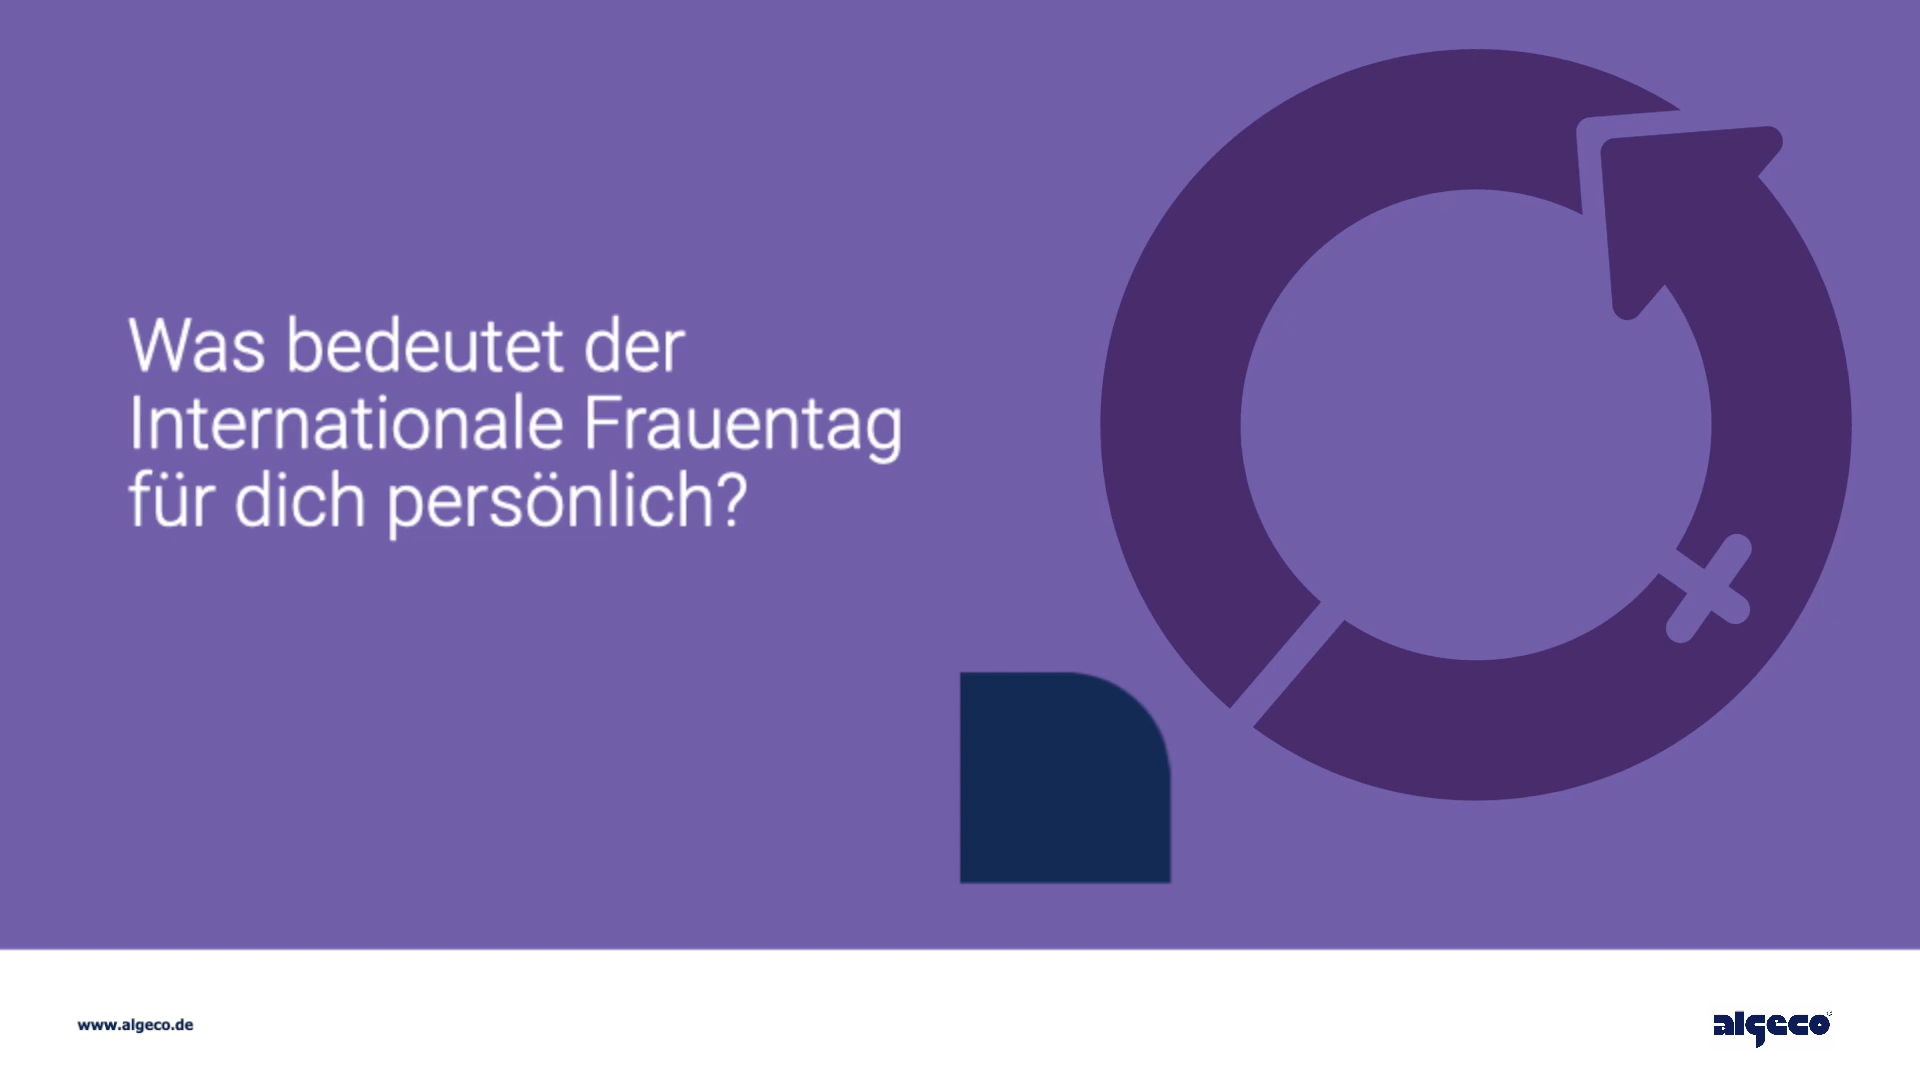 Was bedeutet der
Internationale Frauentag
für dich persönlich?
www.algeco.de
algeco